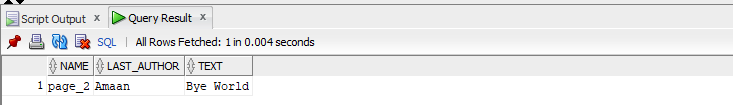 Script Output x Query Result x
SQL | All Rows Fetched: 1 in 0.004 seconds
NAME LAST_AUTHOR TEXT
1 page_2 Amaan Bye World